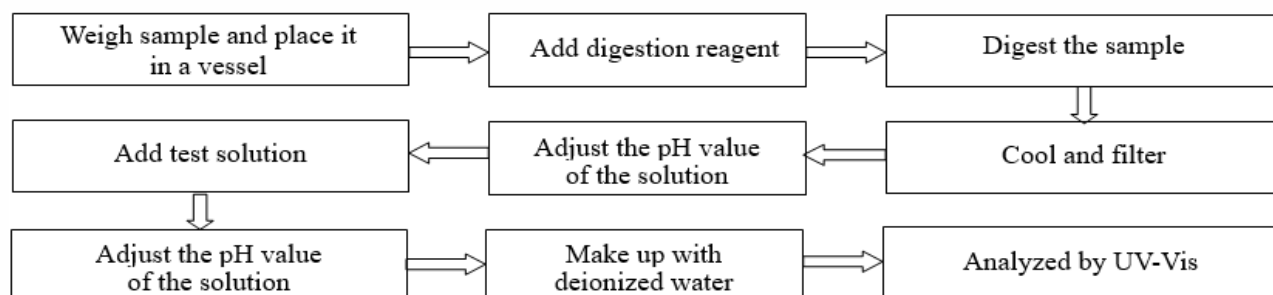 Weigh sample and place it
in a vessel
Add digestion reagent
Digest the sample
Cool and filter
Adjust the pH value
of the solution
Add test solution
Adjust the pH value
of the solution
Make up with
deionized water
Analyzed by UV-Vis